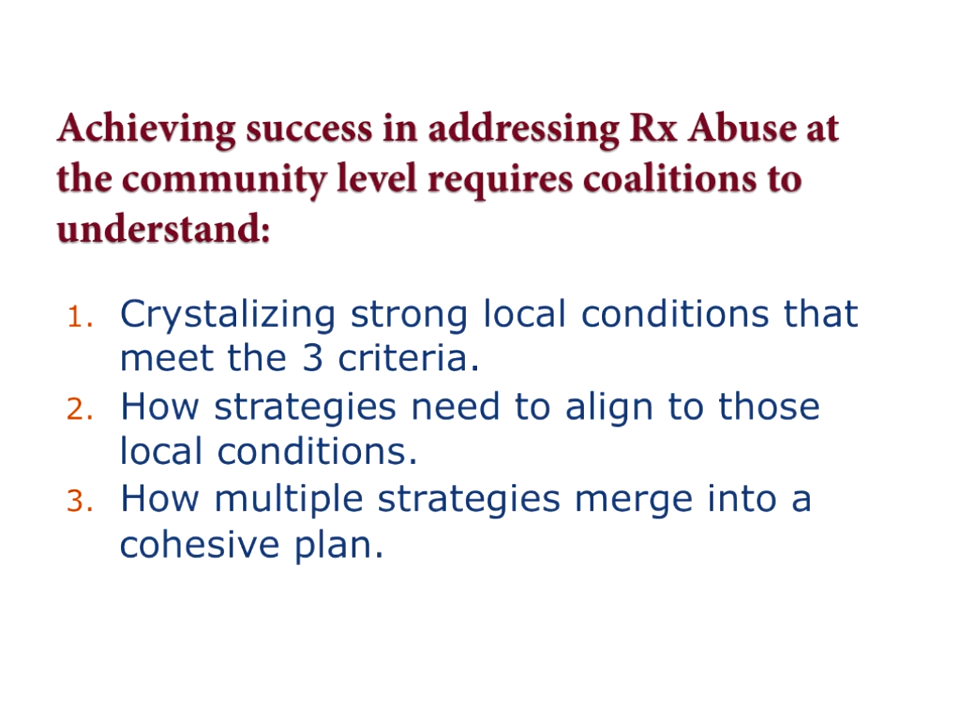 Achieving success in addressing Rx Abuse at
the community level requires coalitions to
understand:
1. Crystalizing strong local conditions that
meet the 3 criteria.
2. How strategies need to align to those
local conditions.
3. How multiple strategies merge into a
cohesive plan.